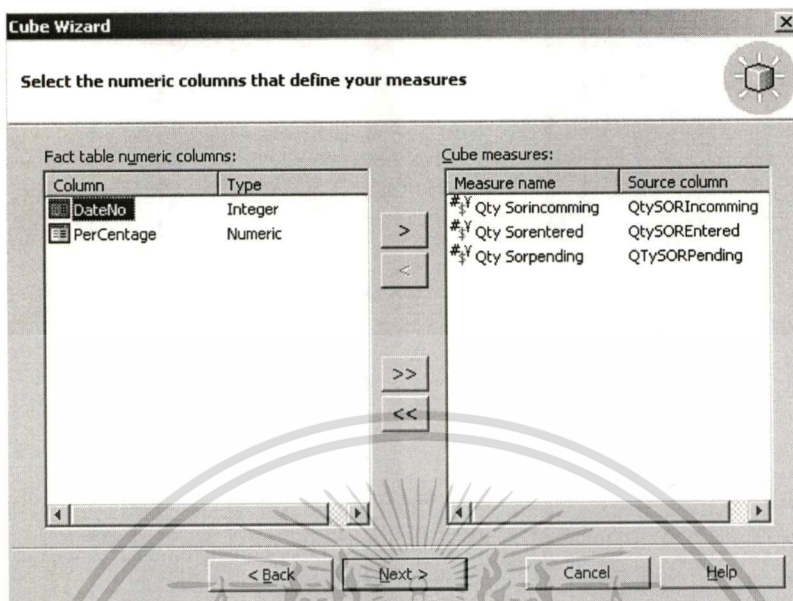 Cube Wizard
Select the numeric columns that define your measures
Fact table numeric columns:
Column Type
DateNo Integer
PerCentage Numeric
>
<
>>
<<
Cube measures:
Measure name Source column
Qty Sorincomming QtySORIncomming
Qty Sorentered QtySOREntered
Qty Sorpending QTySORPending
< Back Next > Cancel Help